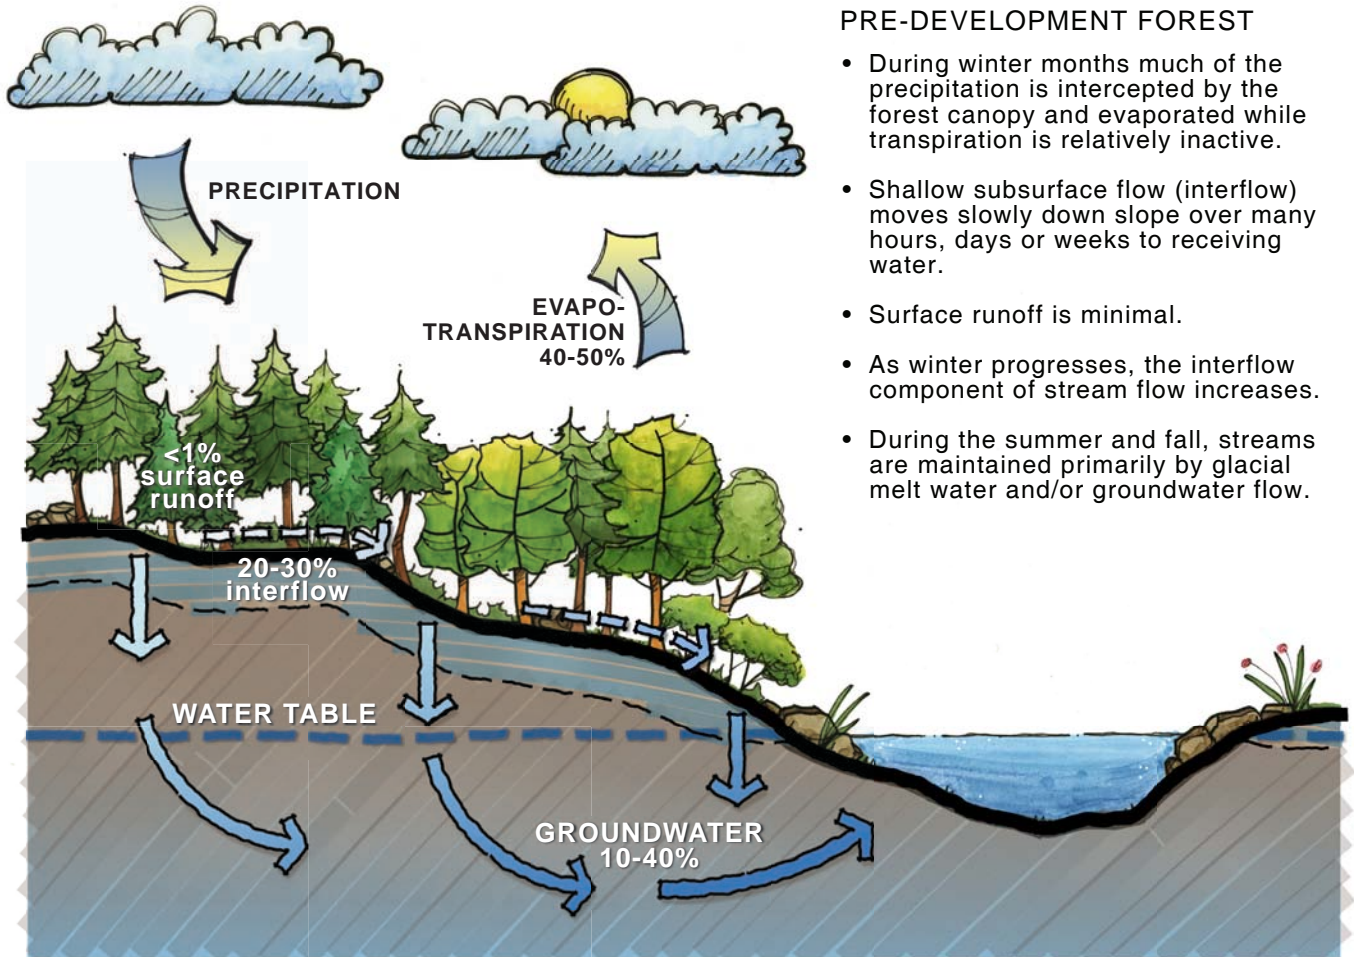 PRE-DEVELOPMENT FOREST
• During winter months much of the
precipitation is intercepted by the
forest canopy and evaporated while
transpiration is relatively inactive.
• Shallow subsurface flow (interflow)
moves slowly down slope over many
hours, days or weeks to receiving
water.
• Surface runoff is minimal.
• As winter progresses, the interflow
component of stream flow increases.
• During the summer and fall, streams
are maintained primarily by glacial
melt water and/or groundwater flow.
PRECIPITATION
EVAPO-
TRANSPIRATION
40-50%
<1%
surface
runoff
20-30%
interflow
WATER TABLE
GROUNDWATER
10-40%